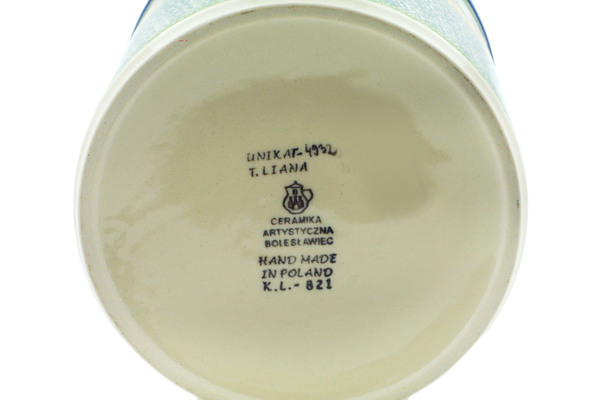 UNIKAT-4932
T. LIANA
CERAMIKA
ARTYSTYCZNA
BOLESŁAWIEC
HAND MADE
IN POLAND
K.L.- 821